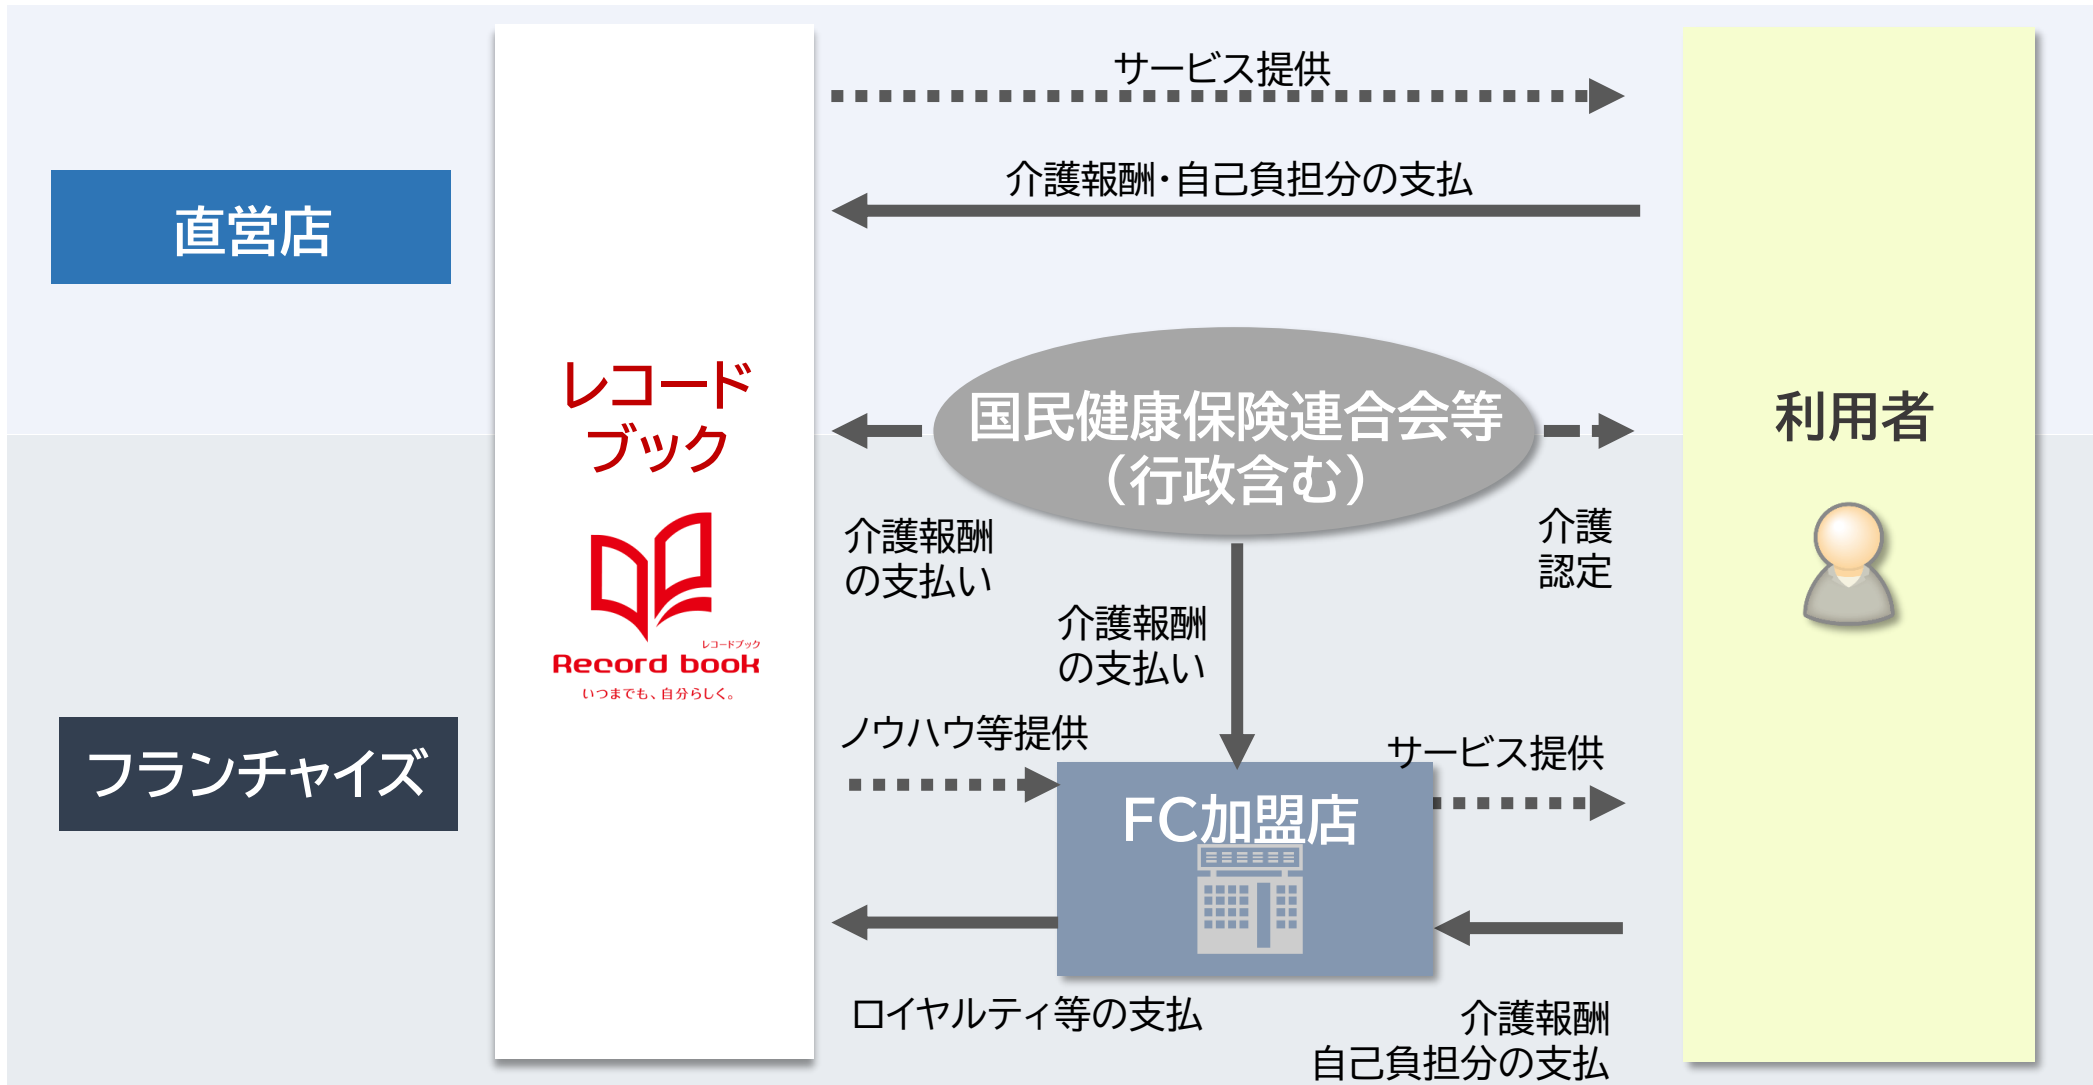 サービス提供
介護報酬・自己負担分の支払
直営店
レコード
ブック
国民健康保険連合会等
（行政含む）
利用者
介護報酬
の支払い
介護
認定
介護報酬
の支払い
レコードブック
Record book
いつまでも、自分らしく。
フランチャイズ
ノウハウ等提供
サービス提供
FC加盟店
ロイヤルティ等の支払
介護報酬
自己負担分の支払